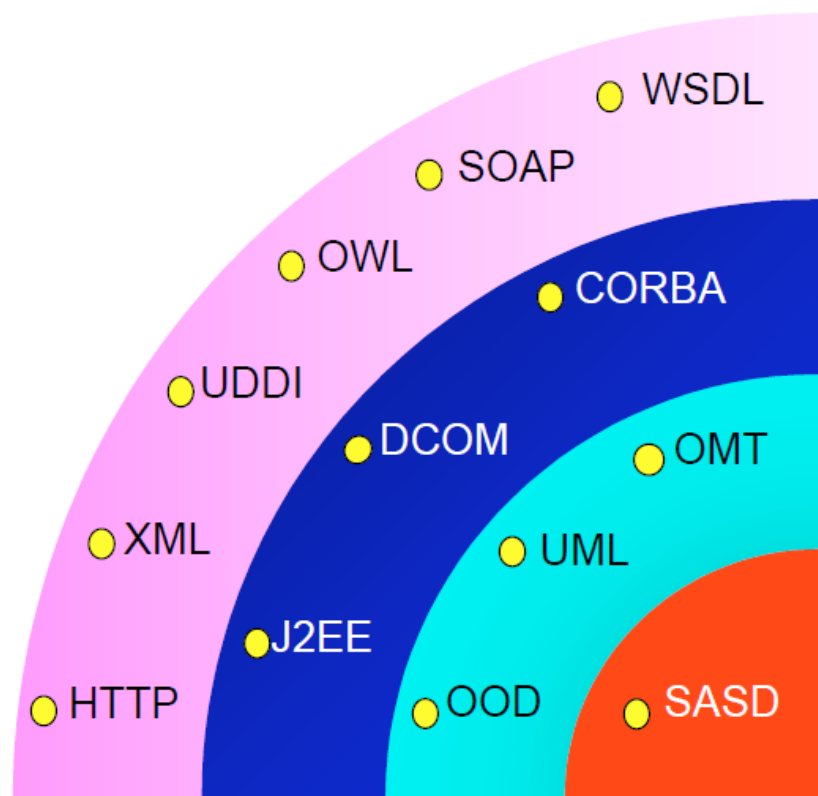 WSDL
SOAP
OWL
CORBA
UDDI
DCOM
OMT
XML
UML
J2EE
HTTP
OOD
SASD